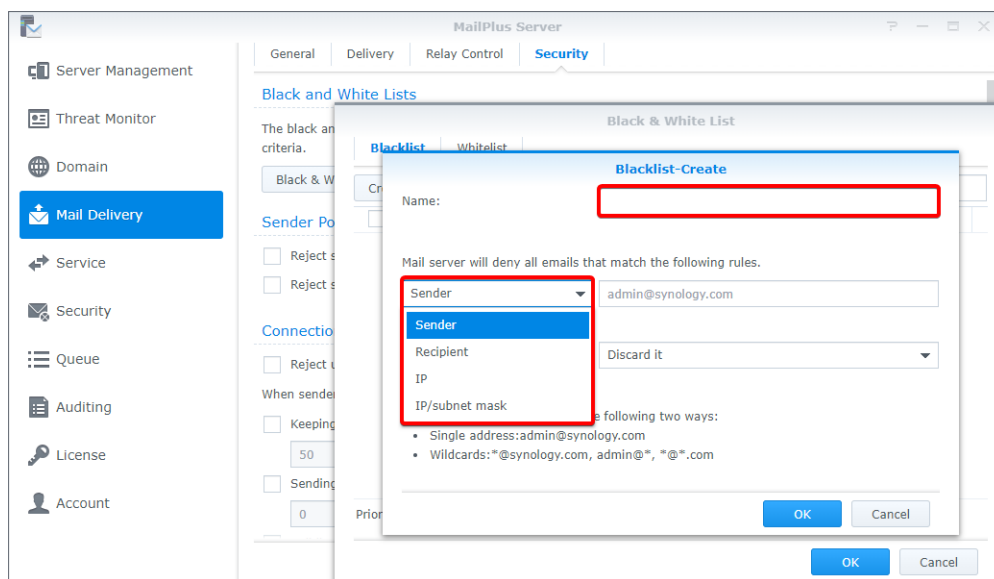 MailPlus Server
General Delivery Relay Control Security
Server Management
Threat Monitor
Domain
Mail Delivery
Service
Security
Queue
Auditing
License
Account
Black and White Lists
The black an
criteria.
Black & W
Sender Po
Reject s
Reject s
Connectio
Reject u
When sende
Keeping
50
Sending
0
Black & White List
Blacklist Whitelist
Cr
Prior
Blacklist-Create
Name:
Mail server will deny all emails that match the following rules.
Sender admin@synology.com
Sender
Recipient
IP
IP/subnet mask
Discard it
e following two ways:
• Single address:admin@synology.com
• Wildcards:*@synology.com, admin@*, *@*.com
OK Cancel
OK Cancel